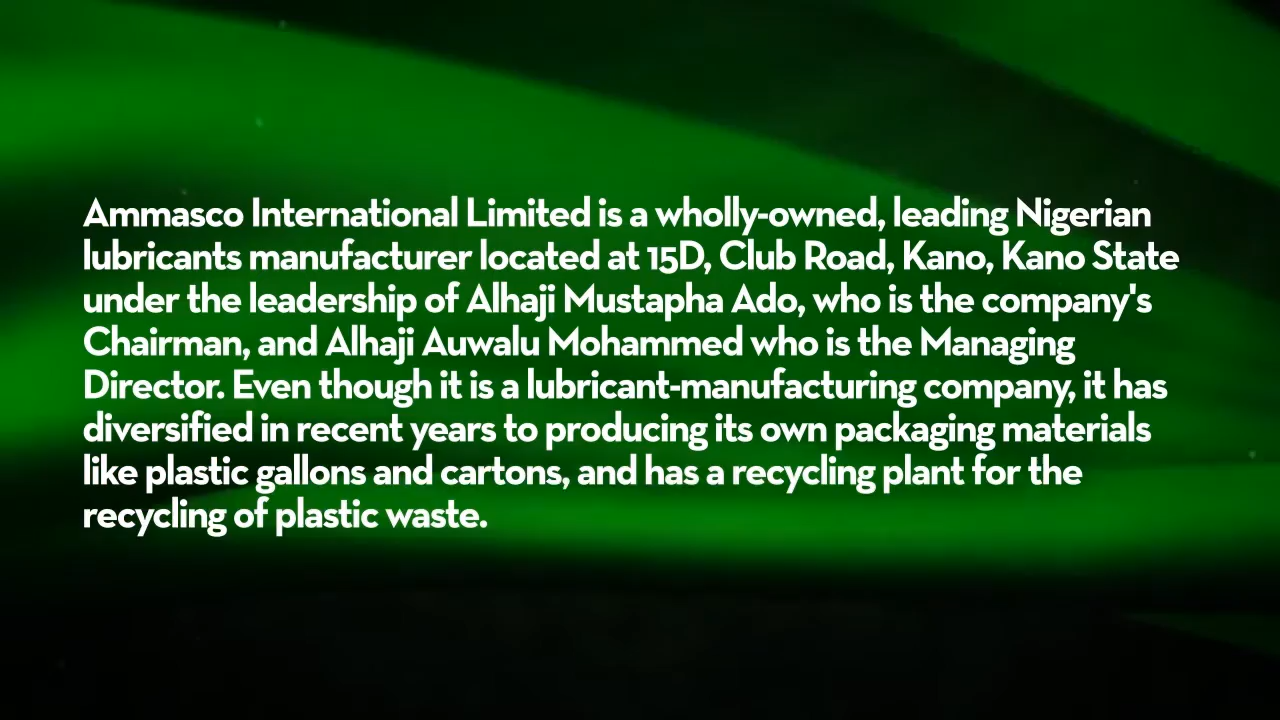 Ammasco International Limited is a wholly-owned, leading Nigerian
lubricants manufacturer located at 15D, Club Road, Kano, Kano State
under the leadership of Alhaji Mustapha Ado, who is the company's
Chairman, and Alhaji Auwalu Mohammed who is the Managing
Director. Even though it is a lubricant-manufacturing company, it has
diversified in recent years to producing its own packaging materials
like plastic gallons and cartons, and has a recycling plant for the
recycling of plastic waste.